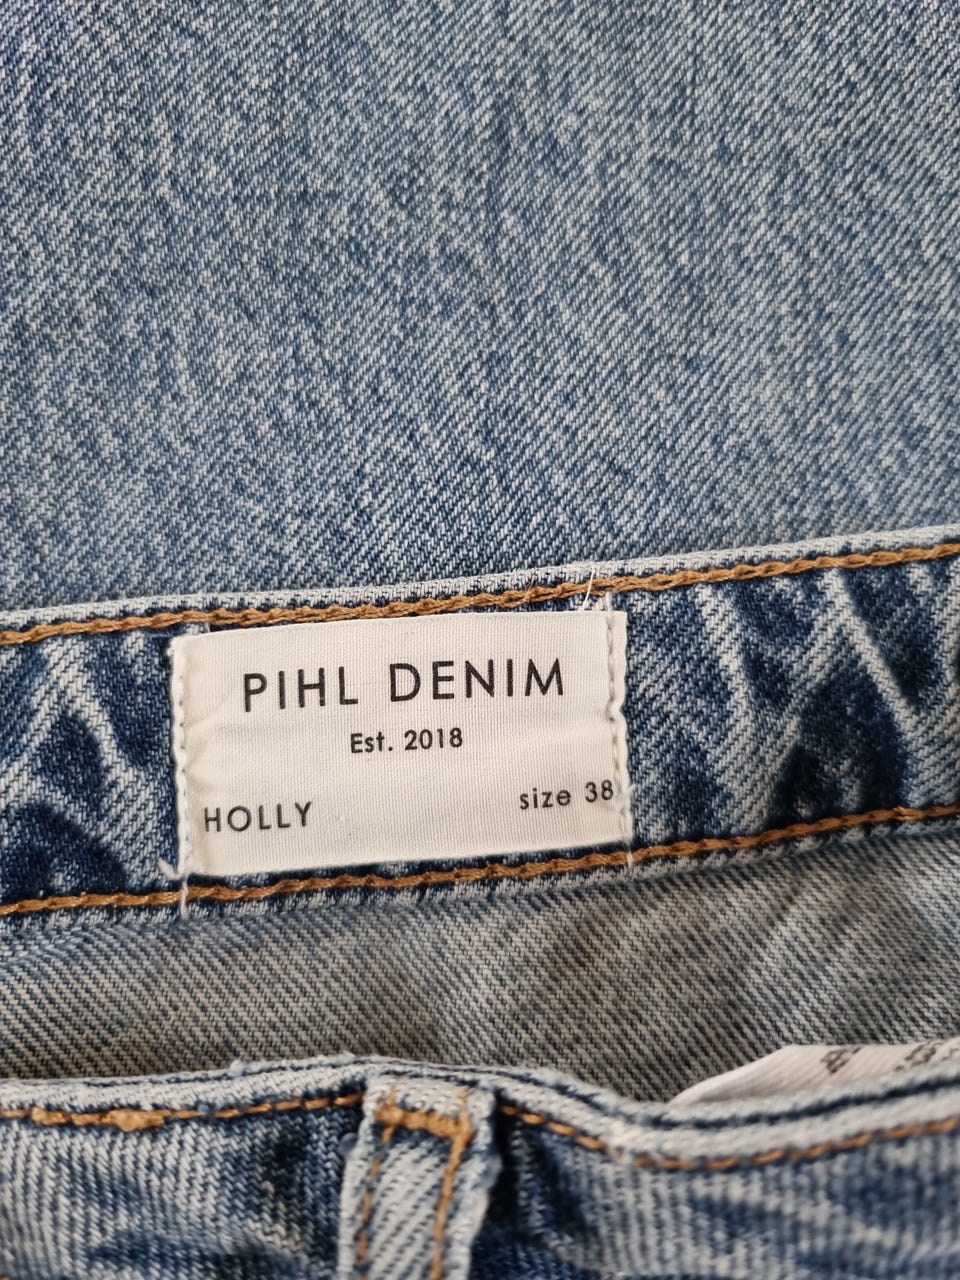 PIHL DENIM
Est. 2018
HOLLY size 38